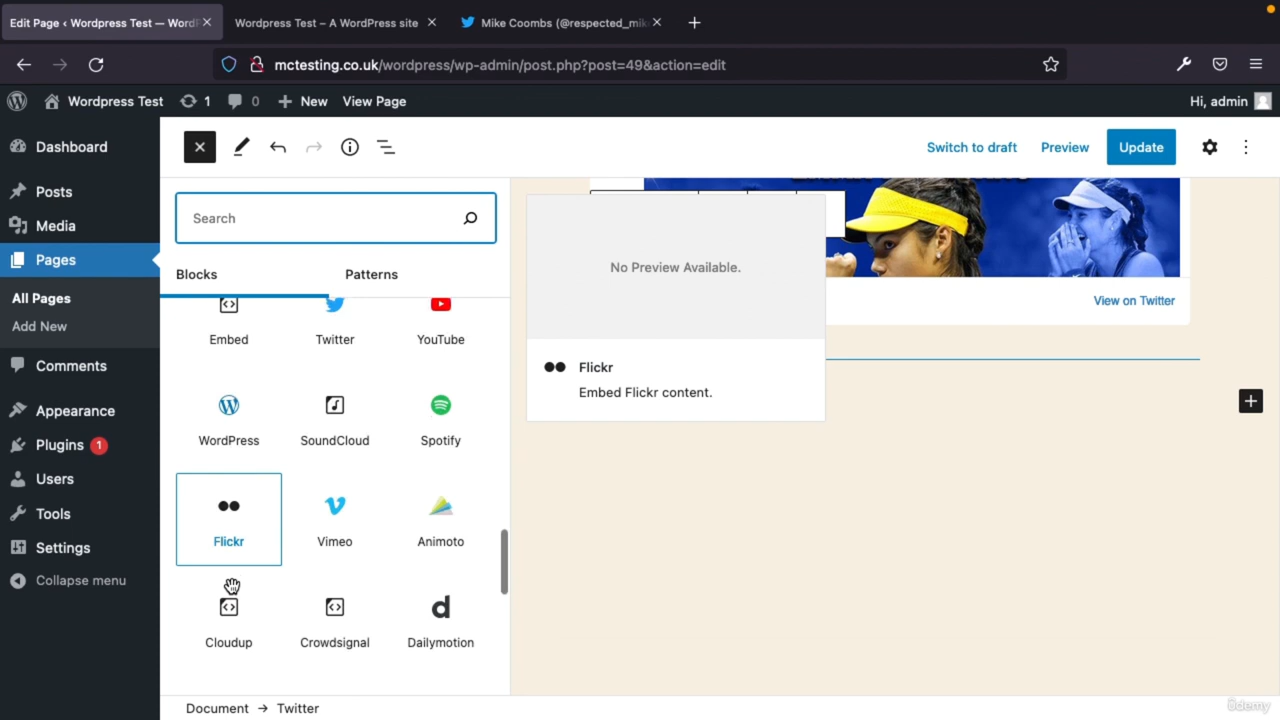 Edit Page ‹ Wordpress Test — Word
Wordpress Test – A WordPress site
Mike Coombs (@respected_mi
mctesting.co.uk/wordpress/wp-admin/post.php?post=49&action=edit
Wordpress Test
1
0
New
View Page
Hi, admin
Dashboard
Posts
Media
Pages
All Pages
Add New
Comments
Appearance
Plugins 1
Users
Tools
Settings
Collapse menu
Switch to draft
Preview
Update
Search
Blocks
Patterns
Embed
Twitter
YouTube
WordPress
SoundCloud
Spotify
Flickr
Vimeo
Animoto
Cloudup
Crowdsignal
Dailymotion
No Preview Available.
Flickr
Embed Flickr content.
View on Twitter
Document → Twitter
ûdemy